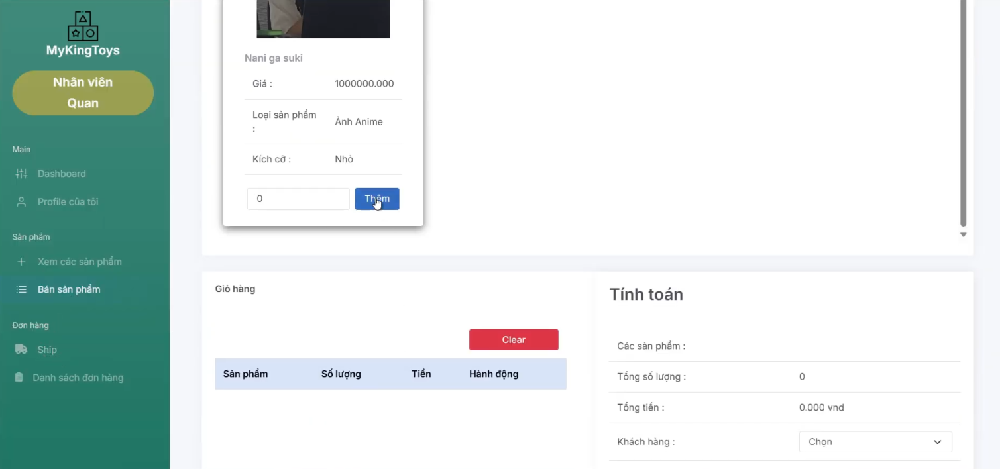 MyKingToys
Nhân viên
Quan
Main
Dashboard
Profile của tôi
Sản phẩm
Xem các sản phẩm
Bán sản phẩm
Đơn hàng
Ship
Danh sách đơn hàng
Nani ga suki
Giá : 1000000.000
Loại sản phẩm
: Ảnh Anime
Kích cỡ : Nhỏ
0 Thêm
Giỏ hàng
Clear
Sản phẩm Số lượng Tiền Hành động
Tính toán
Các sản phẩm :
Tổng số lượng : 0
Tổng tiền : 0.000 vnd
Khách hàng : Chọn